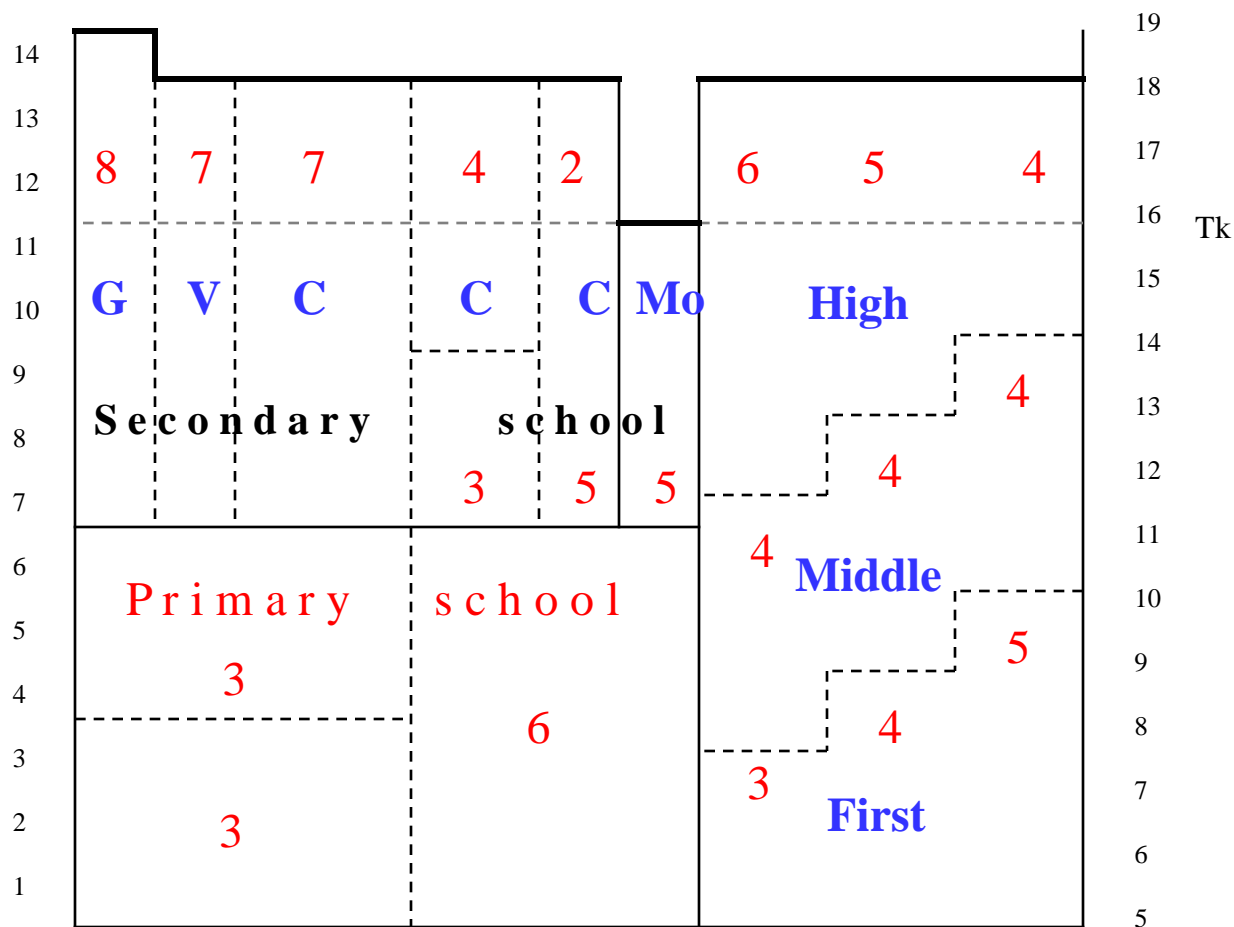 19
14
18
13
17
12 8 7 7 4 2 6 5 4
16 Tk
11
15
10 G V C C C Mo High
14
9 4
13
8 Secondary school
12
7 3 5 5 4
11
6 4 Middle
10
5 Primary school
9
4 3 5
8
3 6 4
7
3
2 3 First
6
1
5